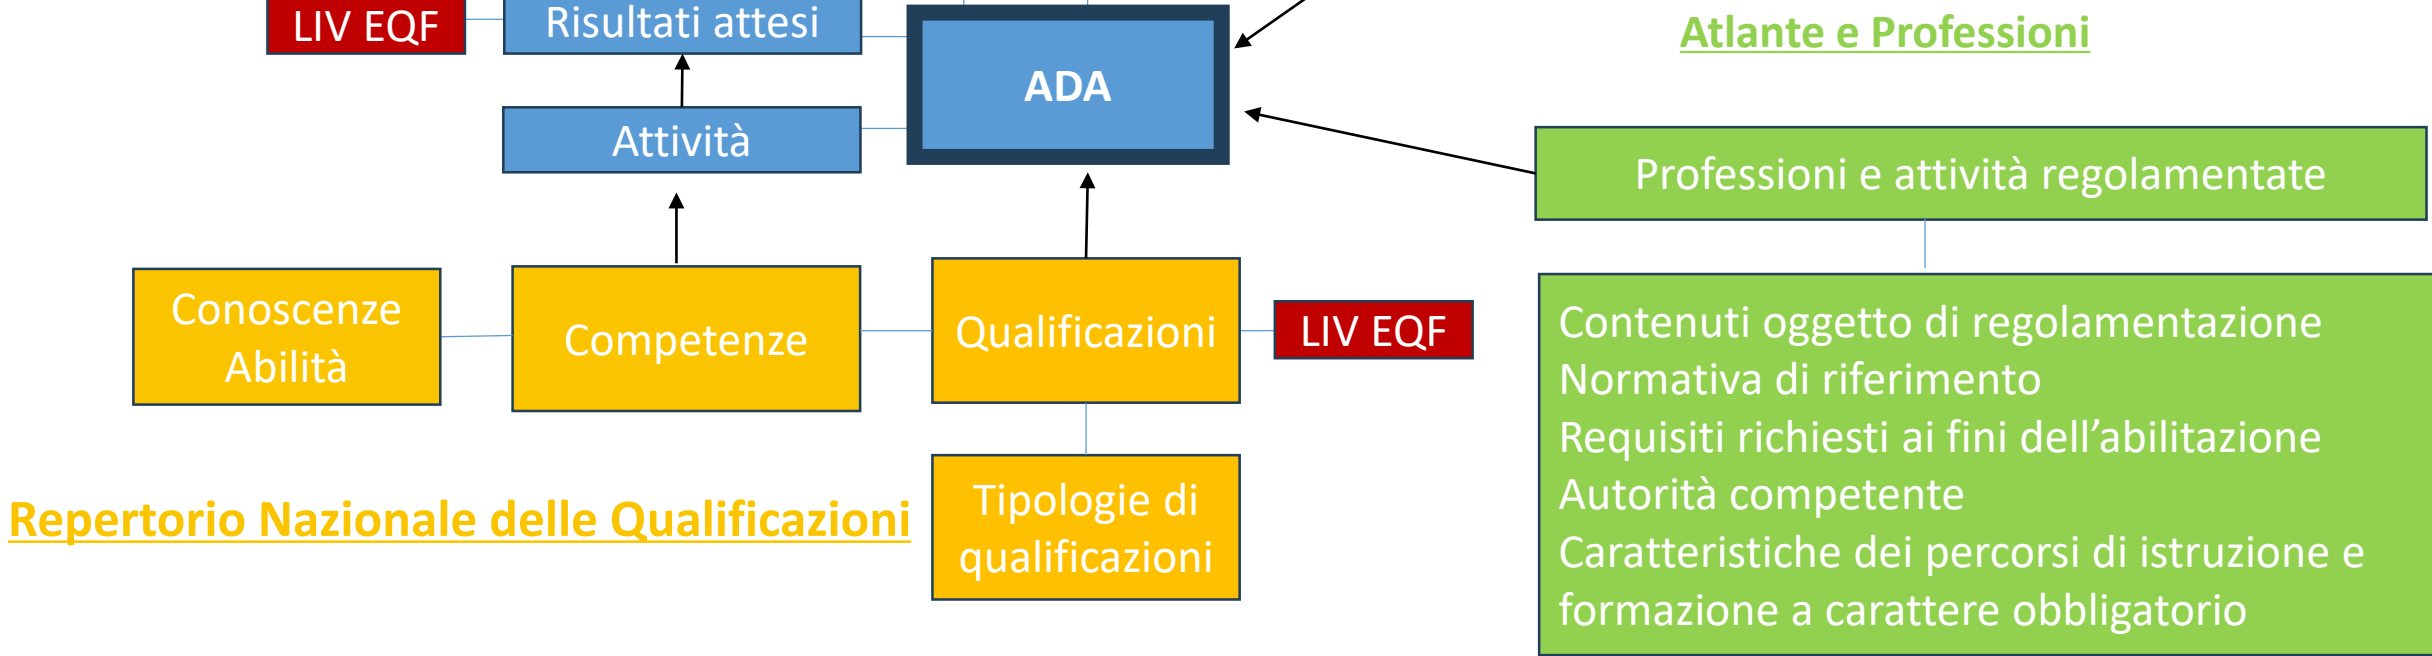 LIV EQF
Risultati attesi
ADA
Atlante e Professioni
Attività
Professioni e attività regolamentate
Conoscenze
Abilità
Competenze
Qualificazioni
LIV EQF
Contenuti oggetto di regolamentazione
Normativa di riferimento
Requisiti richiesti ai fini dell’abilitazione
Autorità competente
Caratteristiche dei percorsi di istruzione e
formazione a carattere obbligatorio
Repertorio Nazionale delle Qualificazioni
Tipologie di
qualificazioni